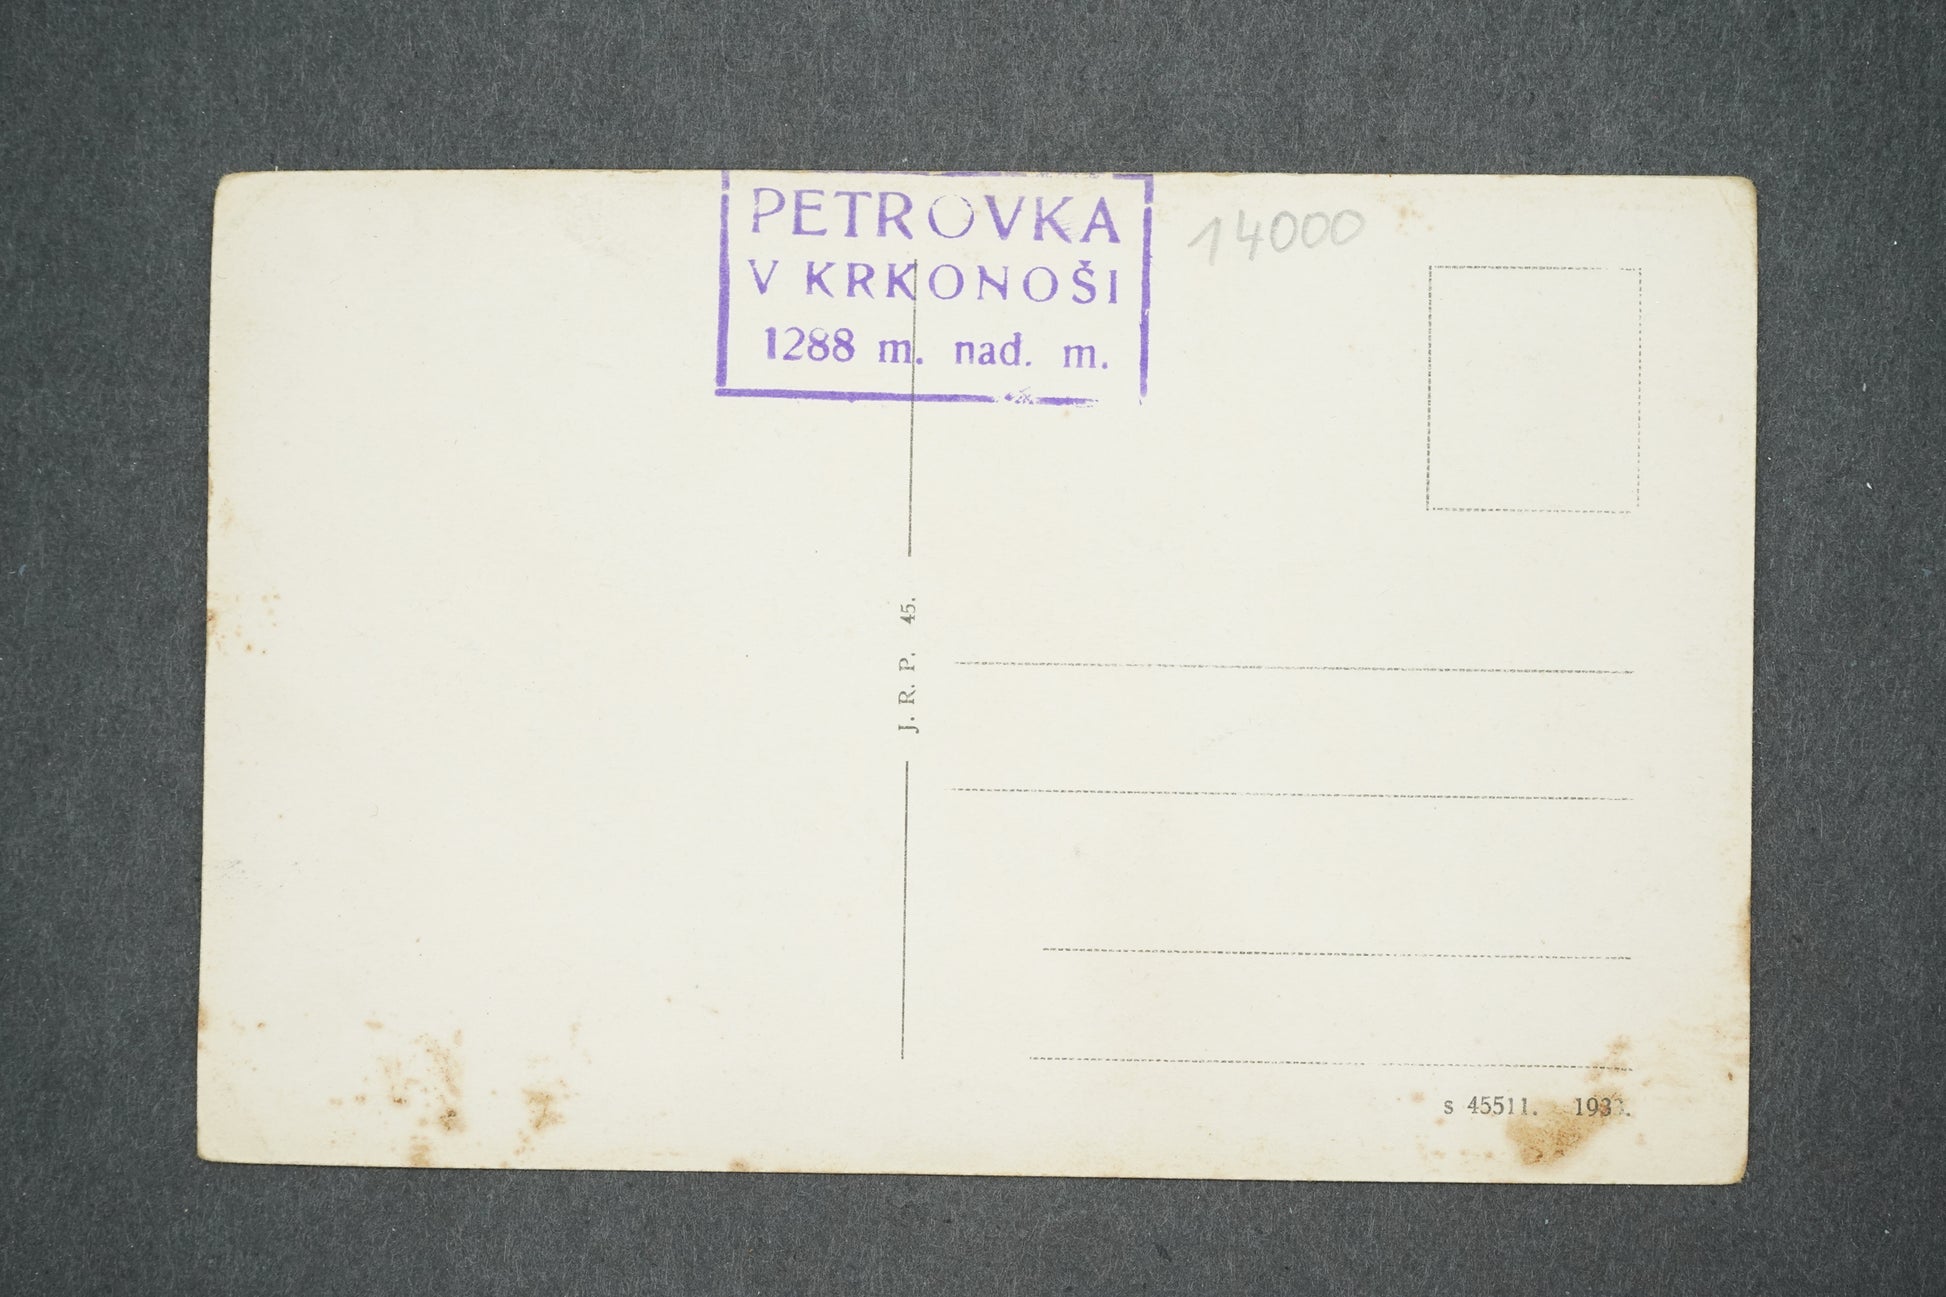 PETROVKA
V KRKONOŠI
1288 m. nad. m.
14000
J. R. P. 45.
s 45511.